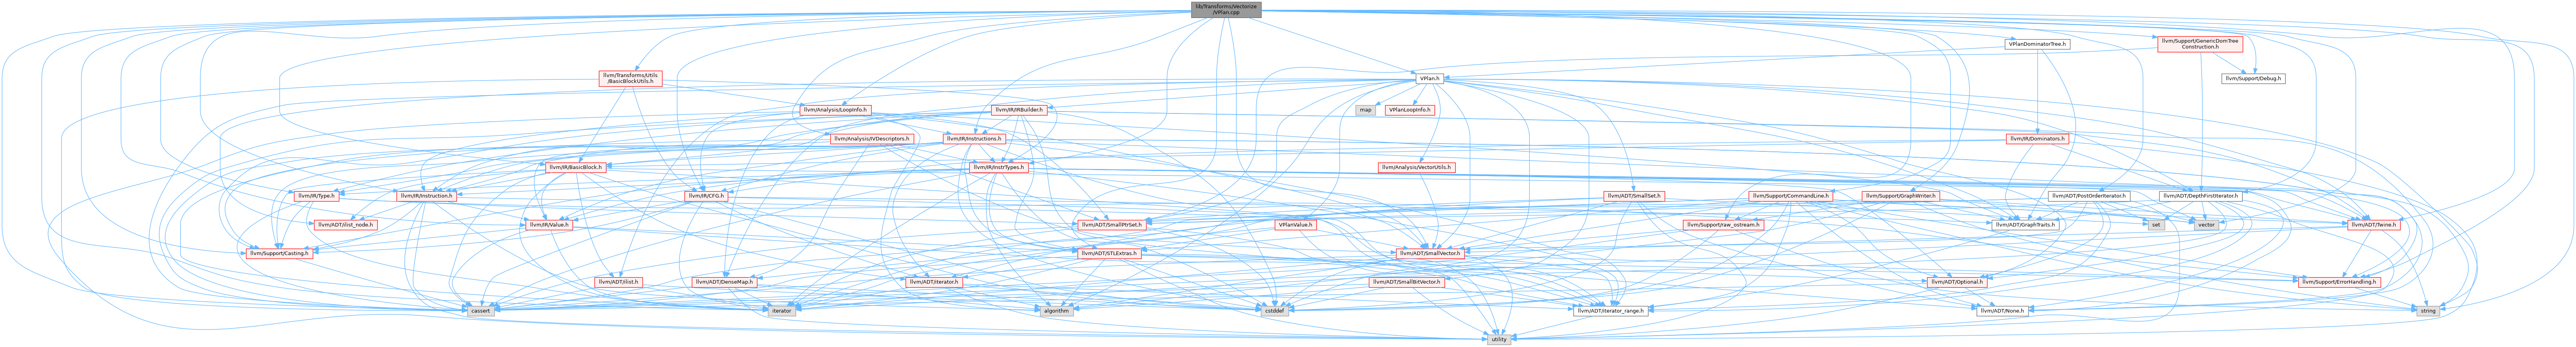 lib/Transforms/Vectorize
/VPlan.cpp
VPlanDominatorTree.h
llvm/Support/GenericDomTree
Construction.h
llvm/Transforms/Utils
/BasicBlockUtils.h
VPlan.h
llvm/Support/Debug.h
llvm/Analysis/LoopInfo.h
llvm/IR/IRBuilder.h
map
VPlanLoopInfo.h
llvm/Analysis/IVDescriptors.h
llvm/IR/Instructions.h
llvm/IR/Dominators.h
llvm/IR/BasicBlock.h
llvm/IR/InstrTypes.h
llvm/Analysis/VectorUtils.h
llvm/IR/Type.h
llvm/IR/Instruction.h
llvm/IR/CFG.h
llvm/ADT/SmallSet.h
llvm/Support/CommandLine.h
llvm/Support/GraphWriter.h
llvm/ADT/PostOrderIterator.h
llvm/ADT/DepthFirstIterator.h
llvm/ADT/ilist_node.h
llvm/IR/Value.h
llvm/ADT/SmallPtrSet.h
VPlanValue.h
llvm/Support/raw_ostream.h
llvm/ADT/GraphTraits.h
set
vector
llvm/ADT/Twine.h
llvm/Support/Casting.h
llvm/ADT/STLExtras.h
llvm/ADT/SmallVector.h
llvm/ADT/ilist.h
llvm/ADT/DenseMap.h
llvm/ADT/iterator.h
llvm/ADT/SmallBitVector.h
llvm/ADT/Optional.h
llvm/Support/ErrorHandling.h
cassert
iterator
algorithm
cstddef
llvm/ADT/iterator_range.h
llvm/ADT/None.h
string
utility